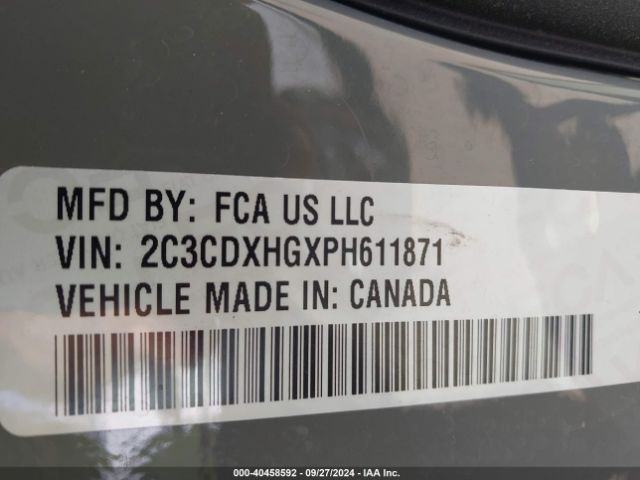 MFD BY: FCA US LLC
VIN: 2C3CDXHGXPH611871
VEHICLE MADE IN: CANADA
000-40458592 / 09/27/2024 - IAA Inc.